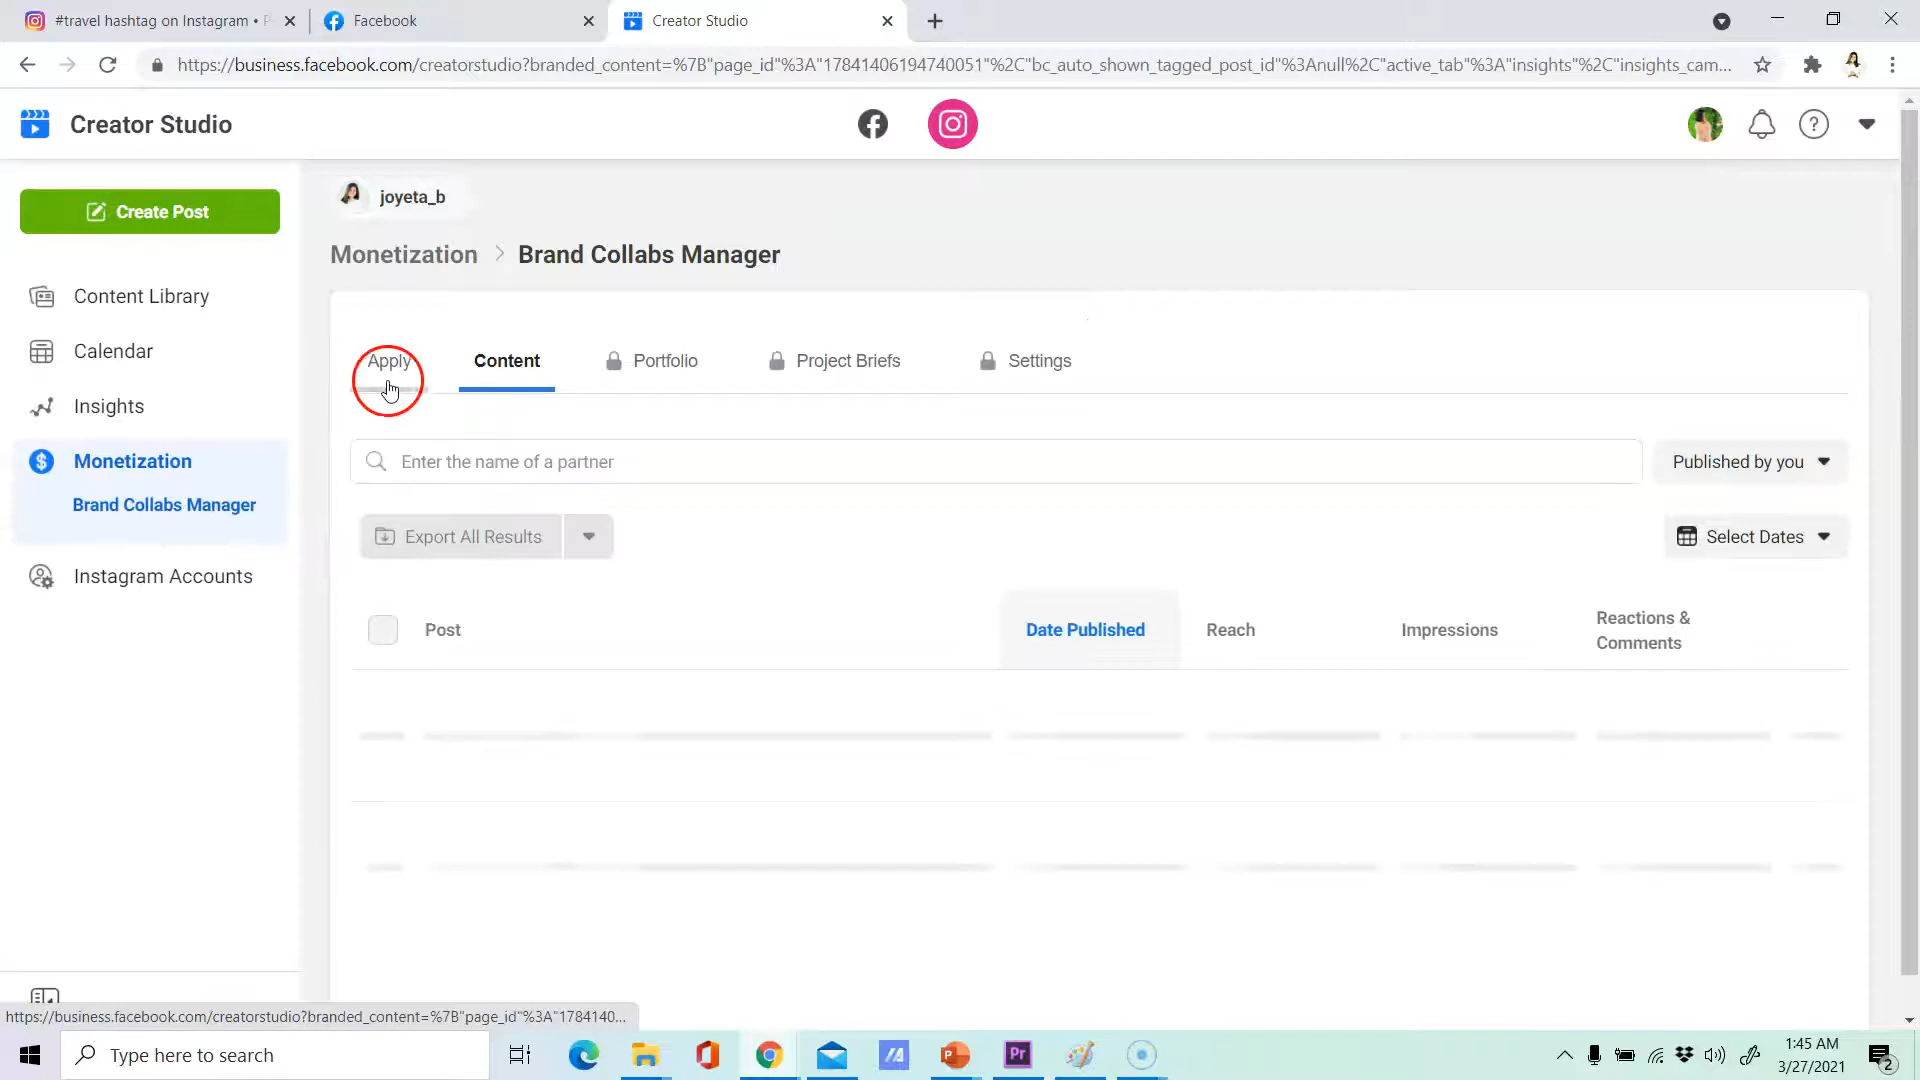 #travel hashtag on Instagram •
Facebook
Creator Studio
https://business.facebook.com/creatorstudio?branded_content=%7B"page_id"%3A"17841406194740051"%2C"bc_auto_shown_tagged_post_id"%3Anull%2C"active_tab"%3A"insights"%2C"insights_cam...
Creator Studio
Create Post
joyeta_b
Monetization > Brand Collabs Manager
Content Library
Calendar
Insights
Monetization
Brand Collabs Manager
Instagram Accounts
Apply
Content
Portfolio
Project Briefs
Settings
Enter the name of a partner
Published by you
Export All Results
Select Dates
Post
Date Published
Reach
Impressions
Reactions &
Comments
https://business.facebook.com/creatorstudio?branded_content=%7B"page_id"%3A"1784140...
Type here to search
Pr
1:45 AM
3/27/2021
2